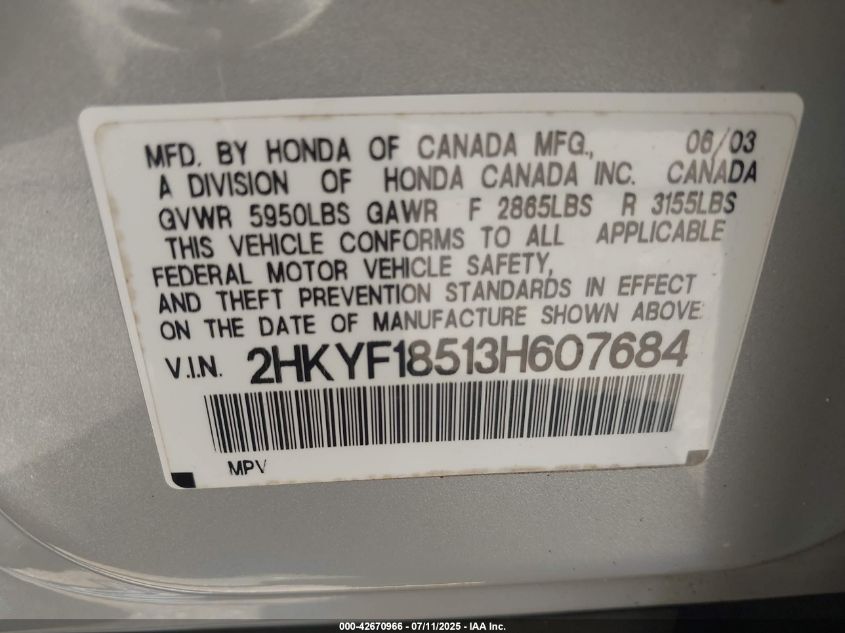 MFD. BY HONDA OF CANADA MFG., 06/03
A DIVISION OF HONDA CANADA INC. CANADA
GVWR 5950LBS GAWR F 2865LBS R 3155LBS
THIS VEHICLE CONFORMS TO ALL APPLICABLE
FEDERAL MOTOR VEHICLE SAFETY,
AND THEFT PREVENTION STANDARDS IN EFFECT
ON THE DATE OF MANUFACTURE SHOWN ABOVE.
V.I.N. 2HKYF18513H607684
MPV
000-42670966 - 07/11/2025 - IAA Inc.